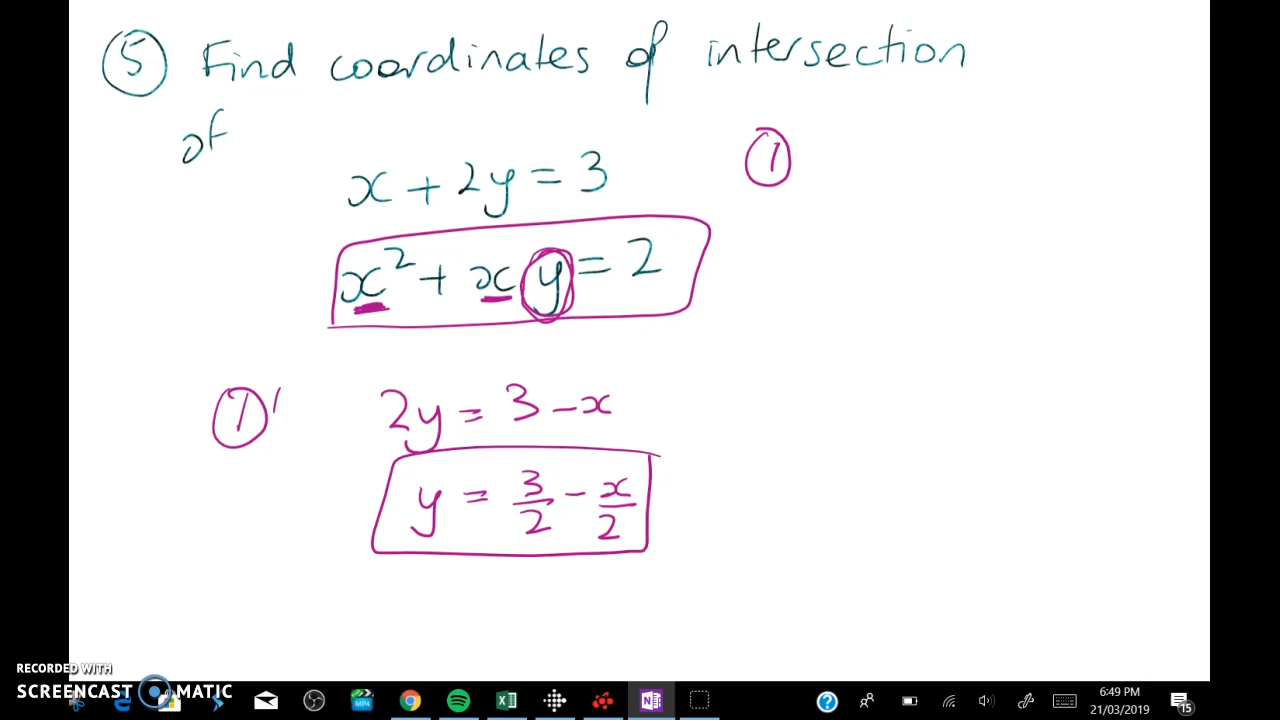 ⑤ Find coordinates of intersection
of
x + 2y = 3 ①
x² + xy = 2
①' 2y = 3 - x
y = 3/2 - x/2
RECORDED WITH
SCREENCAST MATIC
6:49 PM
21/03/2019
15